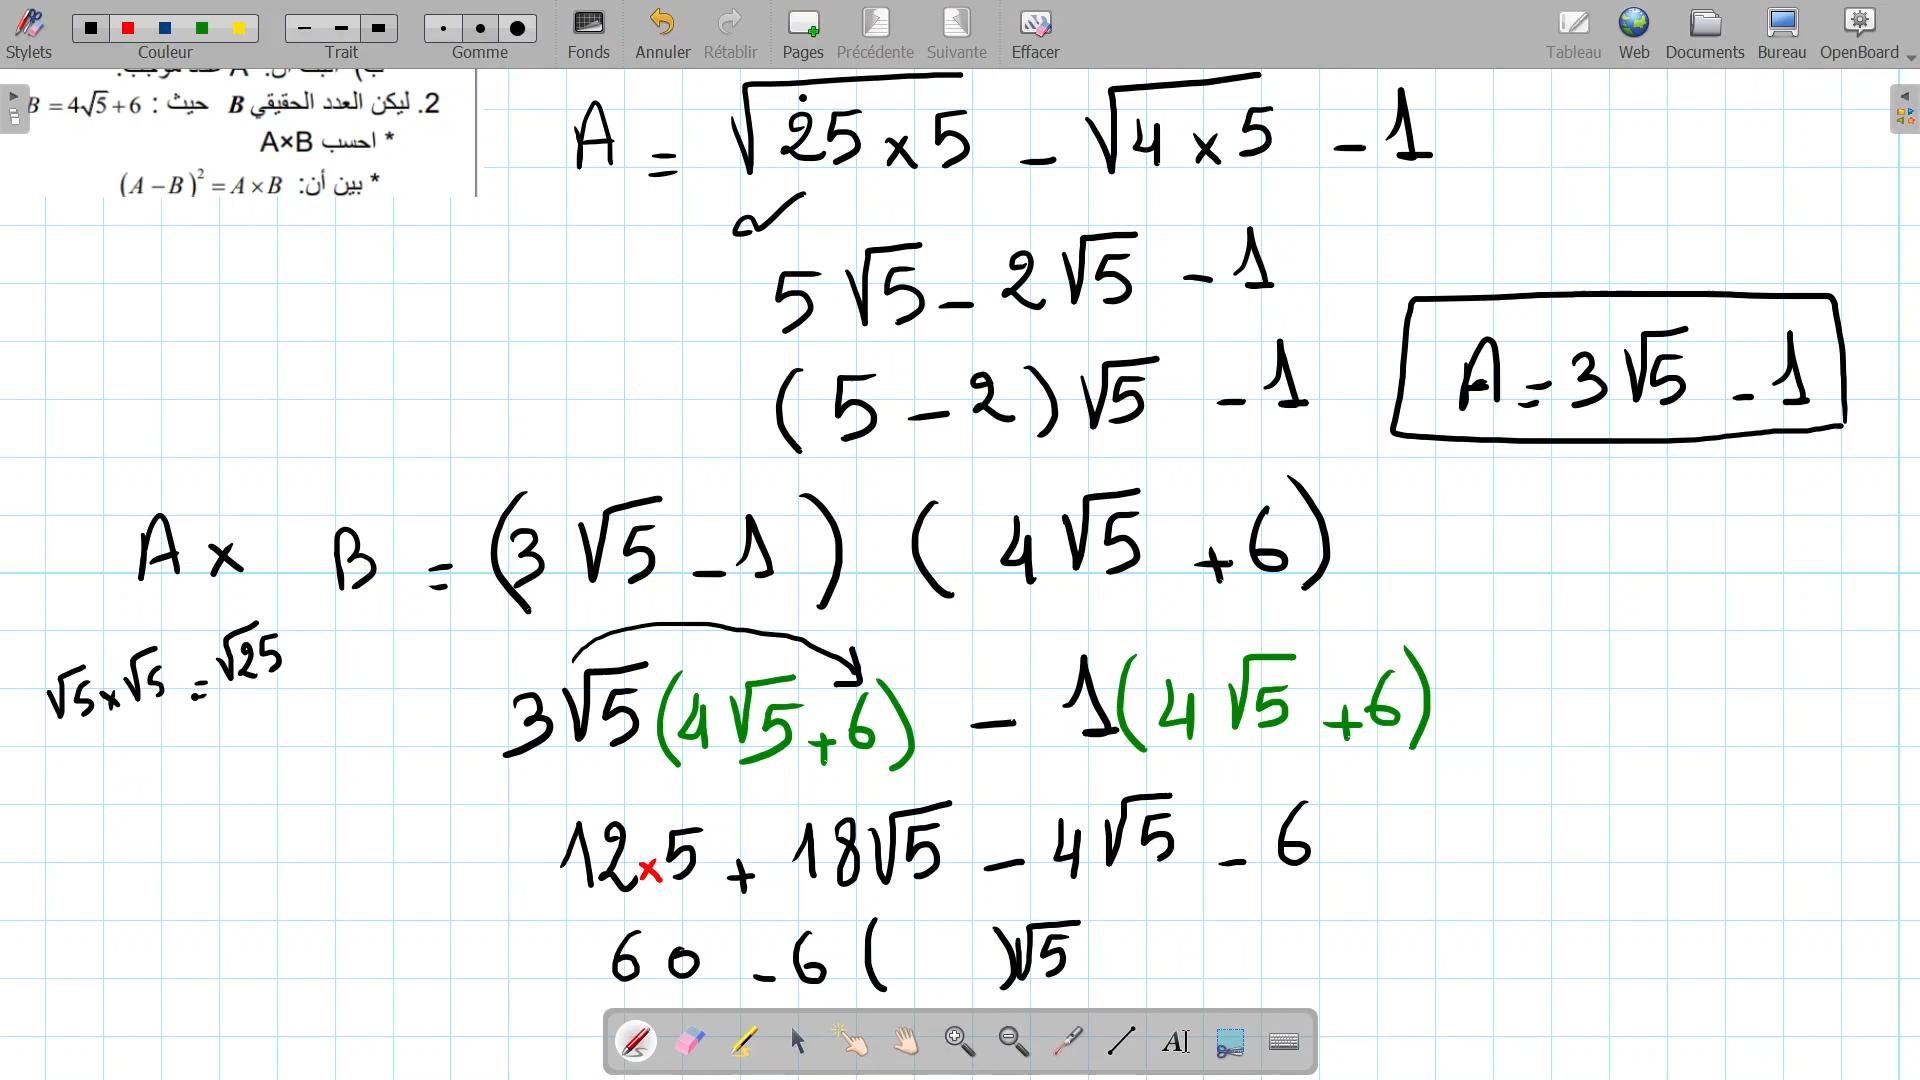 Stylets Couleur Trait Gomme Fonds Annuler Rétablir Pages Précédente Suivante Effacer Tableau Web Documents Bureau OpenBoard
2. ليكن العدد الحقيقي B حيث : B = 4√5 + 6
* احسب A×B
* بين أن: (A − B)² = A × B
A = √25 × 5 − √4 × 5 − 1
5√5 − 2√5 − 1
(5 − 2)√5 − 1
A = 3√5 − 1
A × B = (3√5 − 1) (4√5 + 6)
√5 × √5 = √25
3√5(4√5 + 6) − 1(4√5 + 6)
12×5 + 18√5 − 4√5 − 6
60 − 6 ( )√5
AI